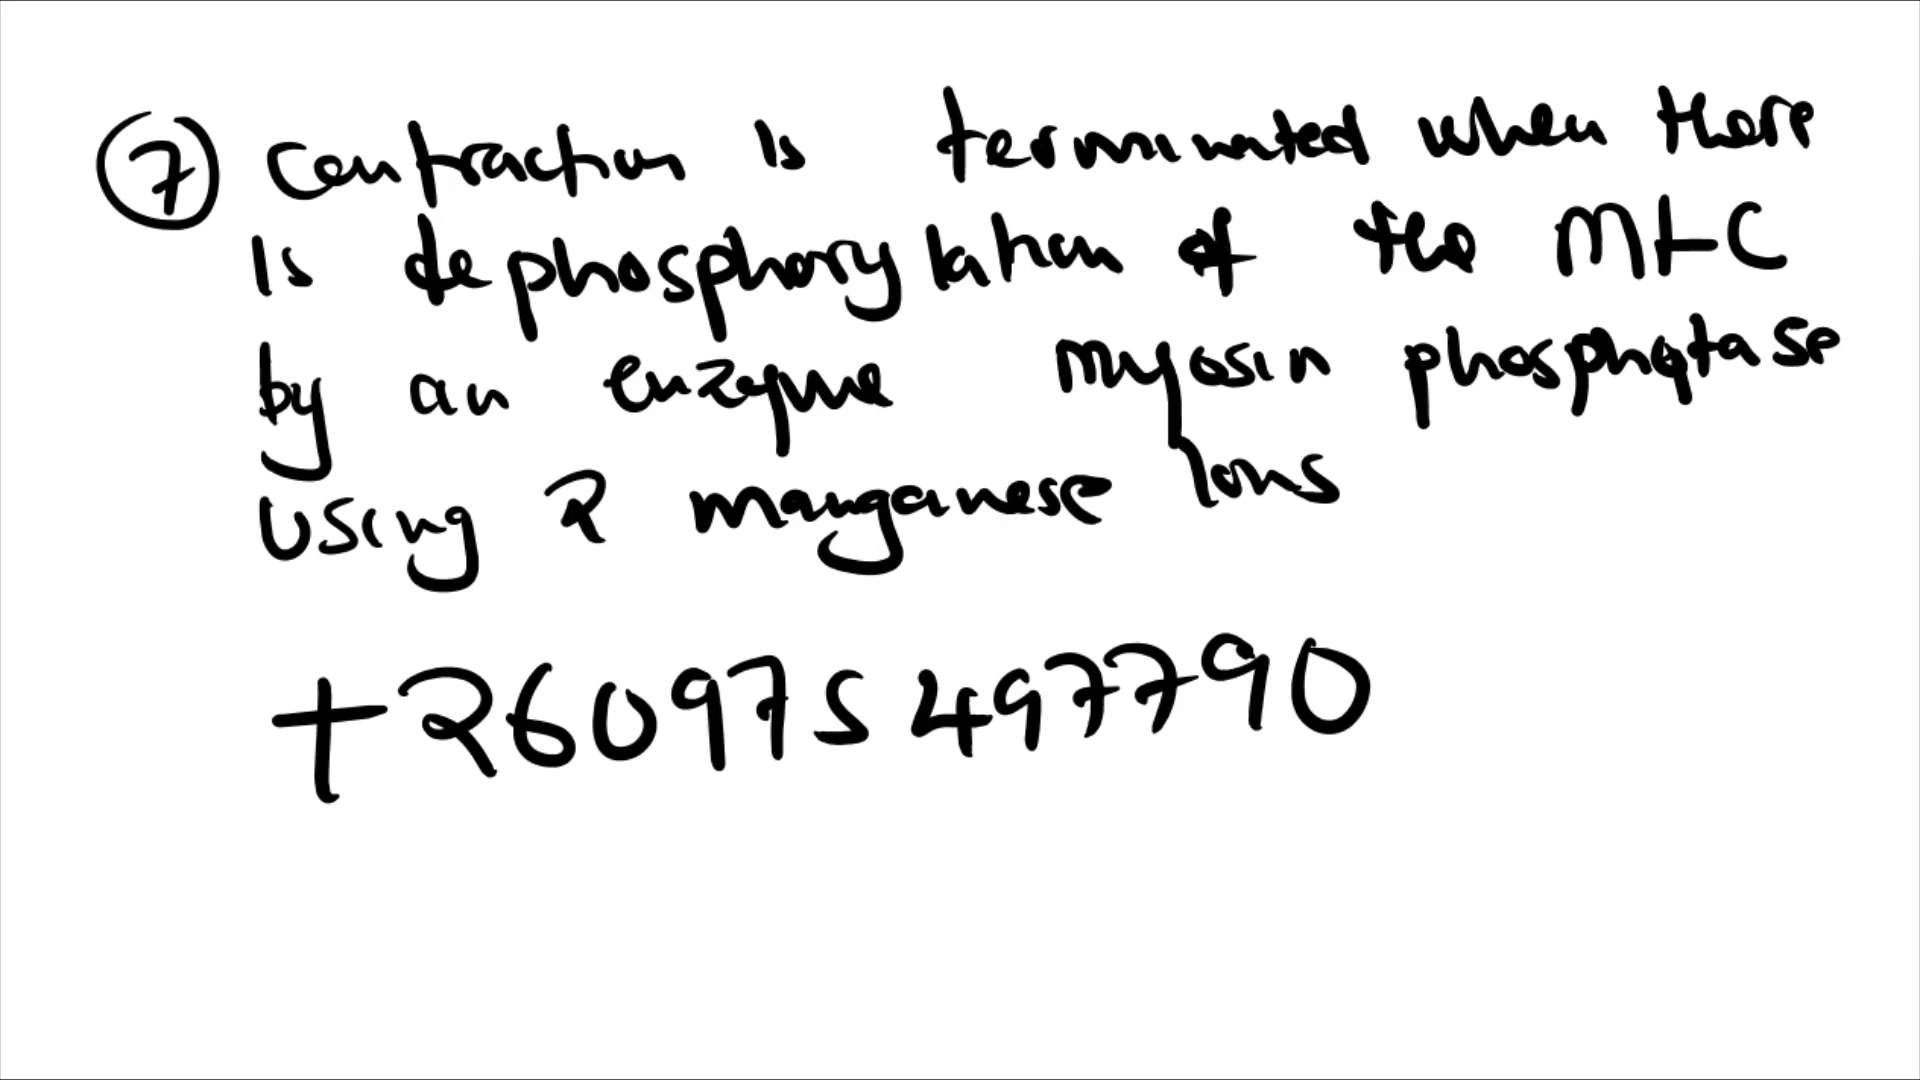 7 Contraction is terminated when there
is dephosphorylation of the MLC
by an enzyme myosin phosphatase
using 2 manganese ions
+260975497790